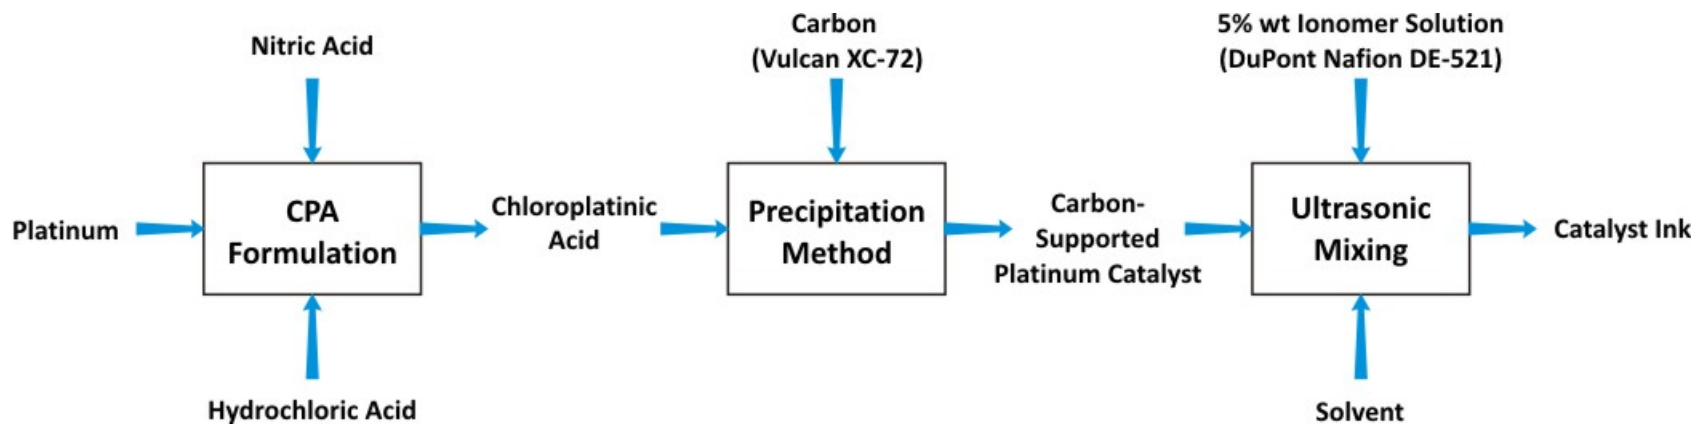 Nitric Acid
Carbon
(Vulcan XC-72)
5% wt Ionomer Solution
(DuPont Nafion DE-521)
Platinum
CPA
Formulation
Chloroplatinic
Acid
Precipitation
Method
Carbon-
Supported
Platinum Catalyst
Ultrasonic
Mixing
Catalyst Ink
Hydrochloric Acid
Solvent